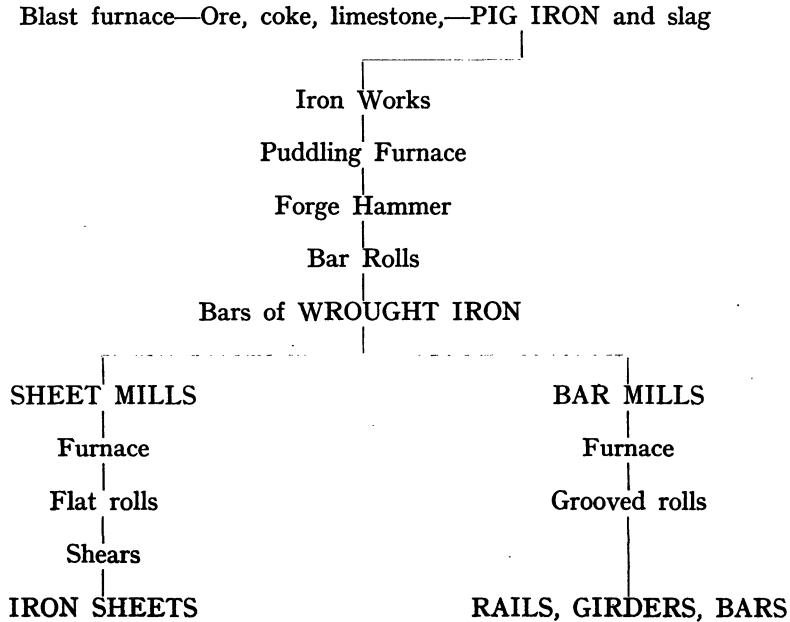 Blast furnace—Ore, coke, limestone,—PIG IRON and slag
Iron Works
Puddling Furnace
Forge Hammer
Bar Rolls
Bars of WROUGHT IRON
SHEET MILLS BAR MILLS
Furnace Furnace
Flat rolls Grooved rolls
Shears
IRON SHEETS RAILS, GIRDERS, BARS